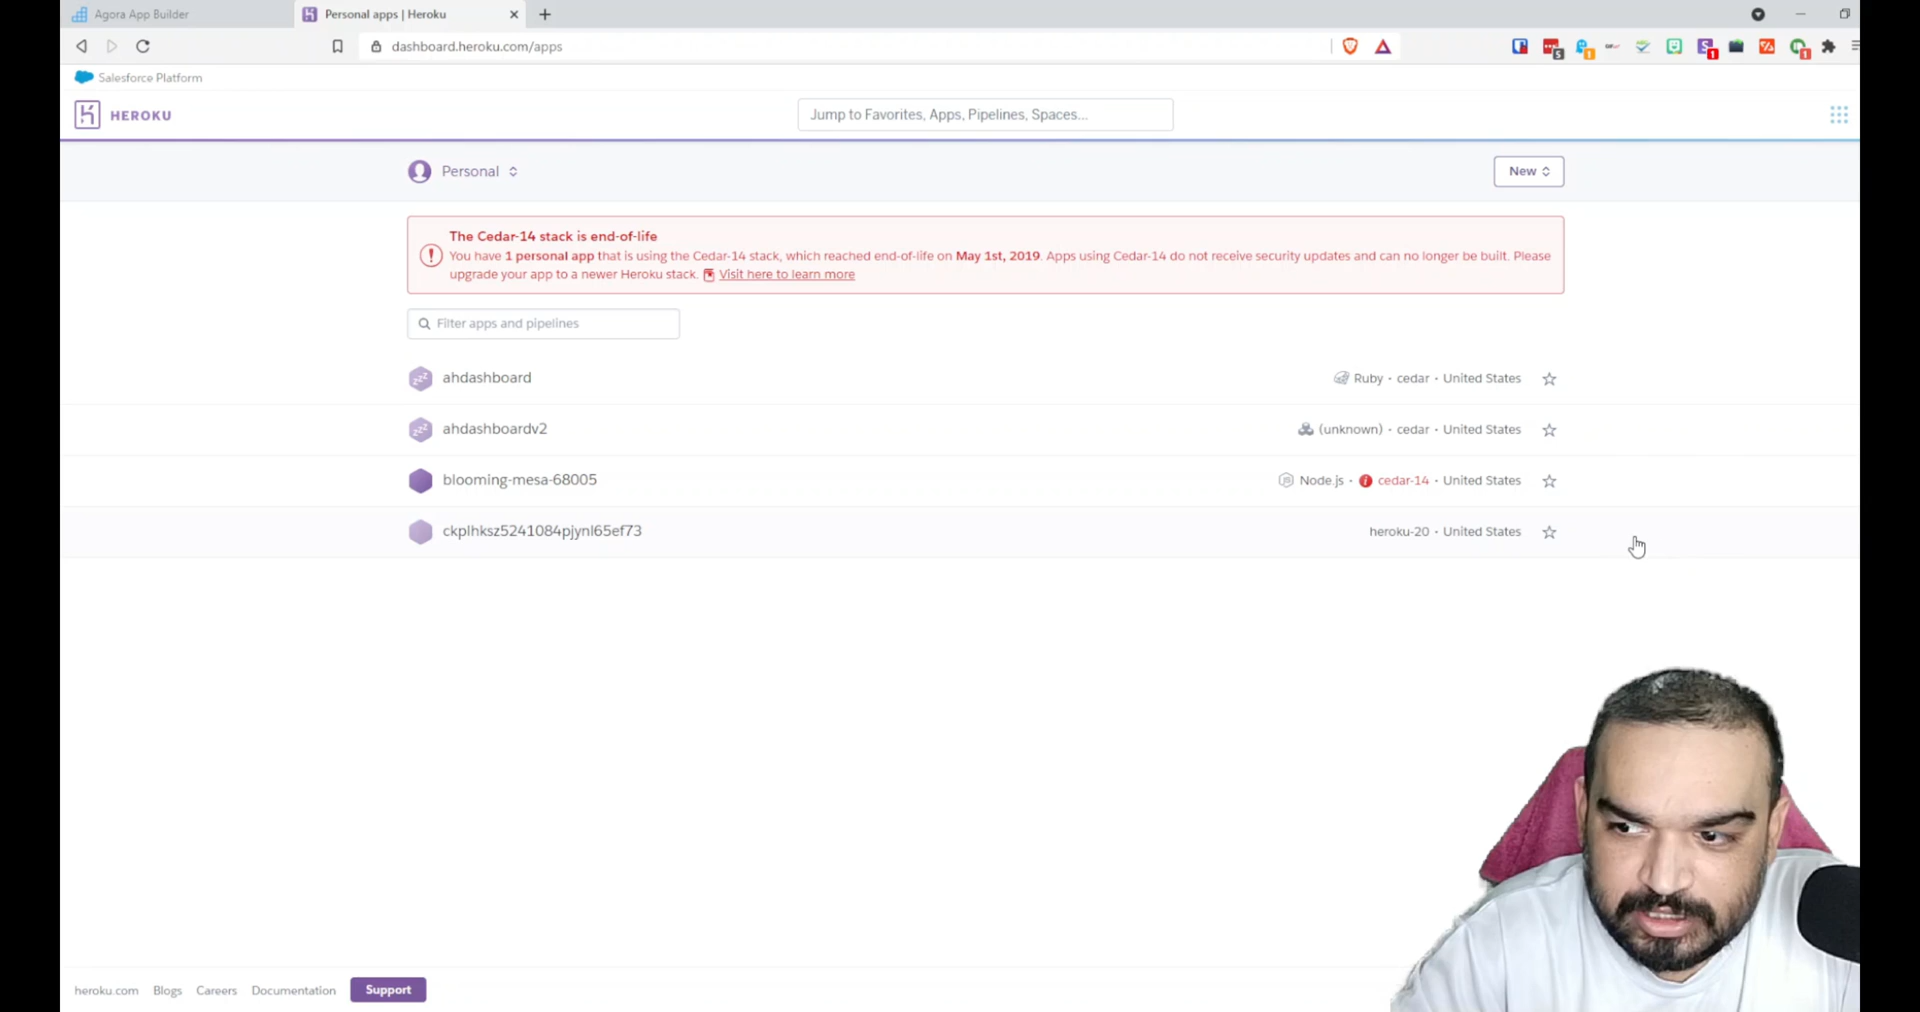 Agora App Builder
Personal apps | Heroku
dashboard.heroku.com/apps
5
1
1
1
Salesforce Platform
HEROKU
Jump to Favorites, Apps, Pipelines, Spaces...
Personal
New
The Cedar-14 stack is end-of-life
You have 1 personal app that is using the Cedar-14 stack, which reached end-of-life on May 1st, 2019. Apps using Cedar-14 do not receive security updates and can no longer be built. Please
upgrade your app to a newer Heroku stack. Visit here to learn more
Filter apps and pipelines
ahdashboard
Ruby · cedar · United States
ahdashboardv2
(unknown) · cedar · United States
blooming-mesa-68005
Node.js · cedar-14 · United States
ckplhksz5241084pjynl65ef73
heroku-20 · United States
heroku.com Blogs Careers Documentation Support